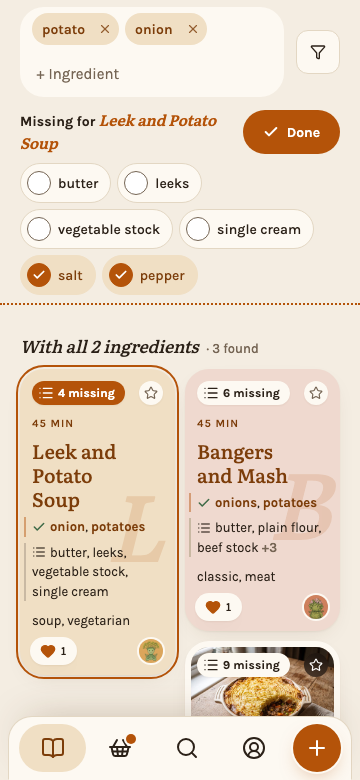 potato ×
onion ×
+ Ingredient
Missing for Leek and Potato
Soup
Done
butter
leeks
vegetable stock
single cream
salt
pepper
With all 2 ingredients · 3 found
4 missing
45 MIN
Leek and
Potato
Soup
L
onion, potatoes
butter, leeks,
vegetable stock,
single cream
soup, vegetarian
1
6 missing
45 MIN
Bangers
and Mash
B
onions, potatoes
butter, plain flour,
beef stock +3
classic, meat
1
9 missing